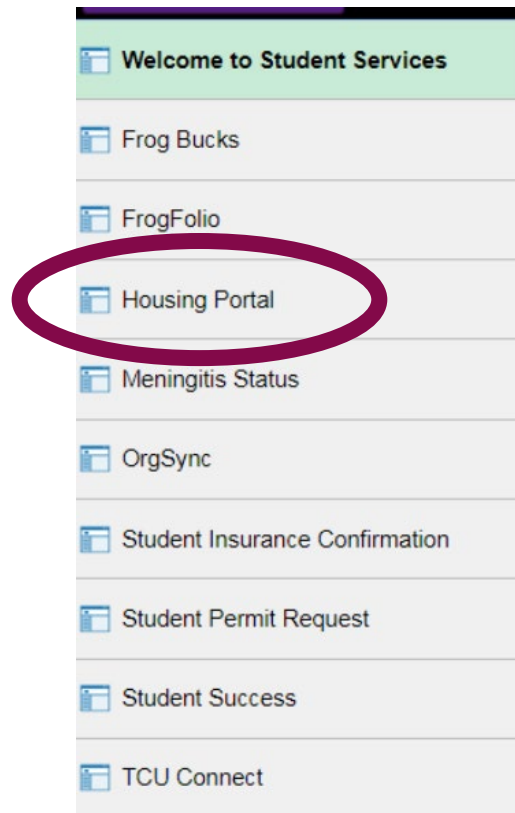 Welcome to Student Services
Frog Bucks
FrogFolio
Housing Portal
Meningitis Status
OrgSync
Student Insurance Confirmation
Student Permit Request
Student Success
TCU Connect